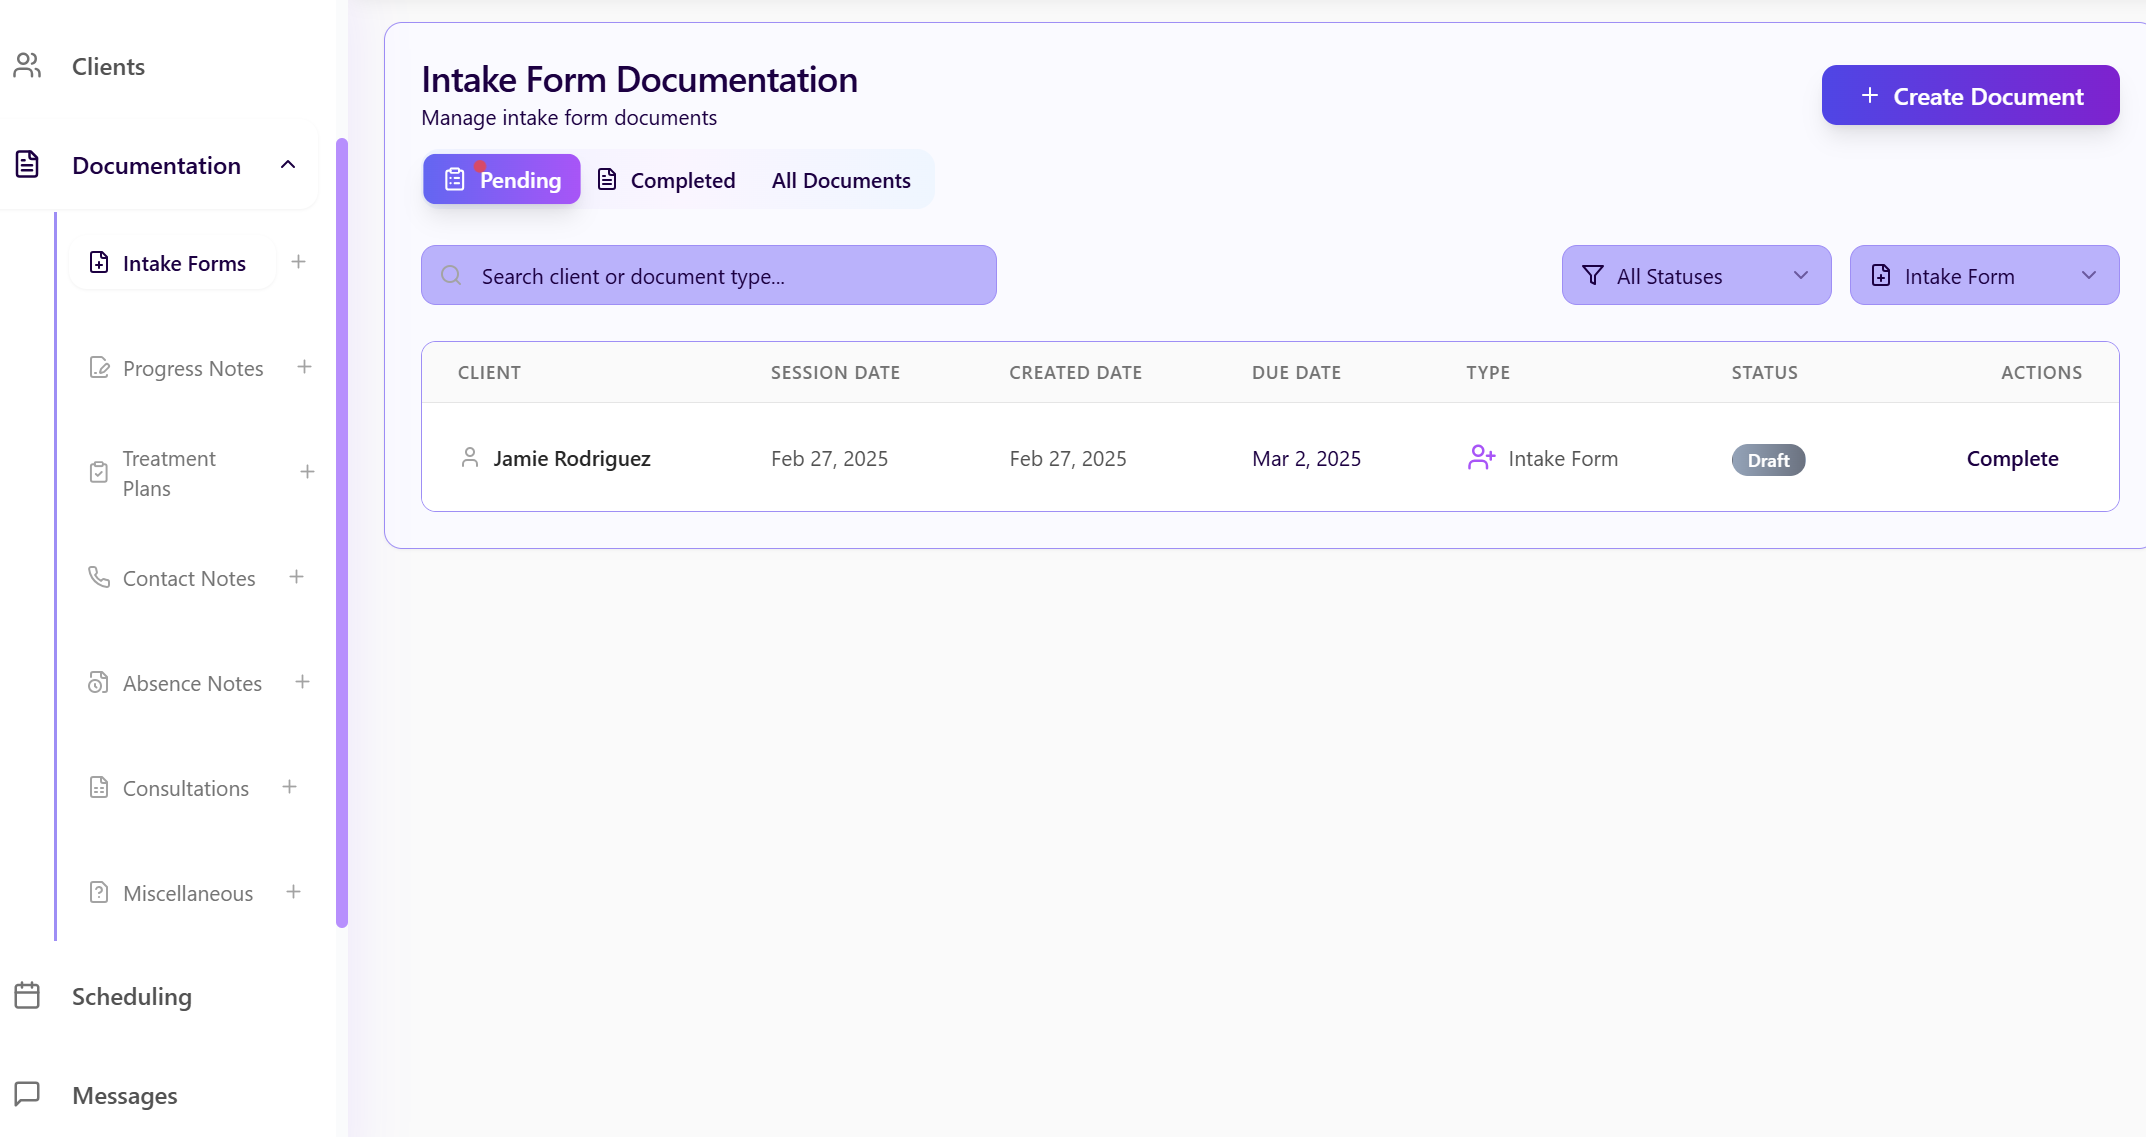 Clients
Documentation
Intake Forms
Progress Notes
Treatment
Plans
Contact Notes
Absence Notes
Consultations
Miscellaneous
Scheduling
Messages
Intake Form Documentation
Manage intake form documents
Create Document
Pending Completed All Documents
Search client or document type... All Statuses Intake Form
CLIENT SESSION DATE CREATED DATE DUE DATE TYPE STATUS ACTIONS
Jamie Rodriguez Feb 27, 2025 Feb 27, 2025 Mar 2, 2025 Intake Form Draft Complete